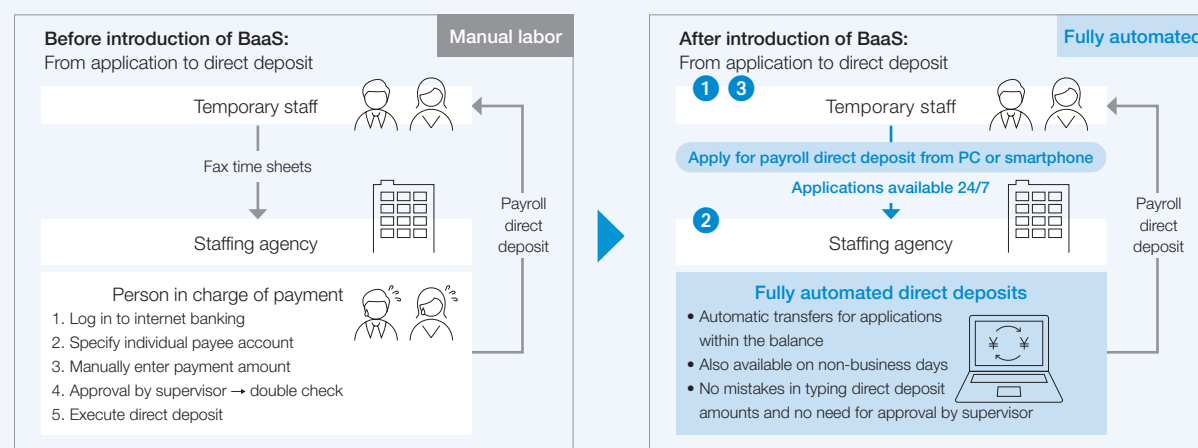 Before introduction of BaaS:
Manual labor
From application to direct deposit
Temporary staff
Fax time sheets
Staffing agency
Payroll
direct
deposit
Person in charge of payment
1. Log in to internet banking
2. Specify individual payee account
3. Manually enter payment amount
4. Approval by supervisor → double check
5. Execute direct deposit
After introduction of BaaS:
Fully automated
From application to direct deposit
1 3
Temporary staff
Apply for payroll direct deposit from PC or smartphone
Applications available 24/7
2
Staffing agency
Payroll
direct
deposit
Fully automated direct deposits
• Automatic transfers for applications
within the balance
• Also available on non-business days
• No mistakes in typing direct deposit
amounts and no need for approval by supervisor
¥ ¥